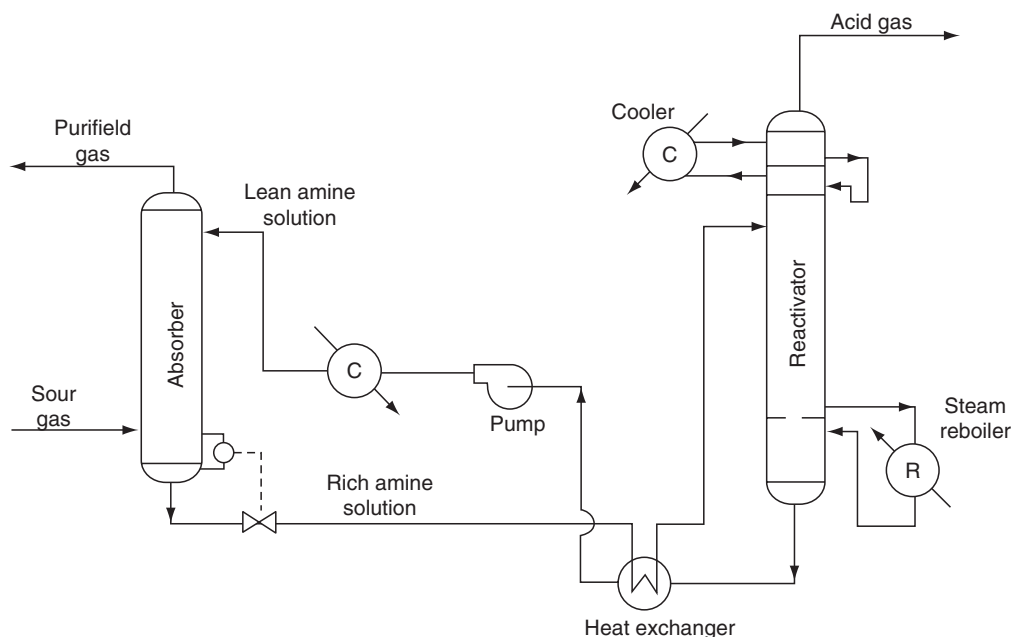 Acid gas
Cooler
C
Purifield
gas
Lean amine
solution
Absorber
Reactivator
C
Pump
Sour
gas
Steam
reboiler
R
Rich amine
solution
Heat exchanger